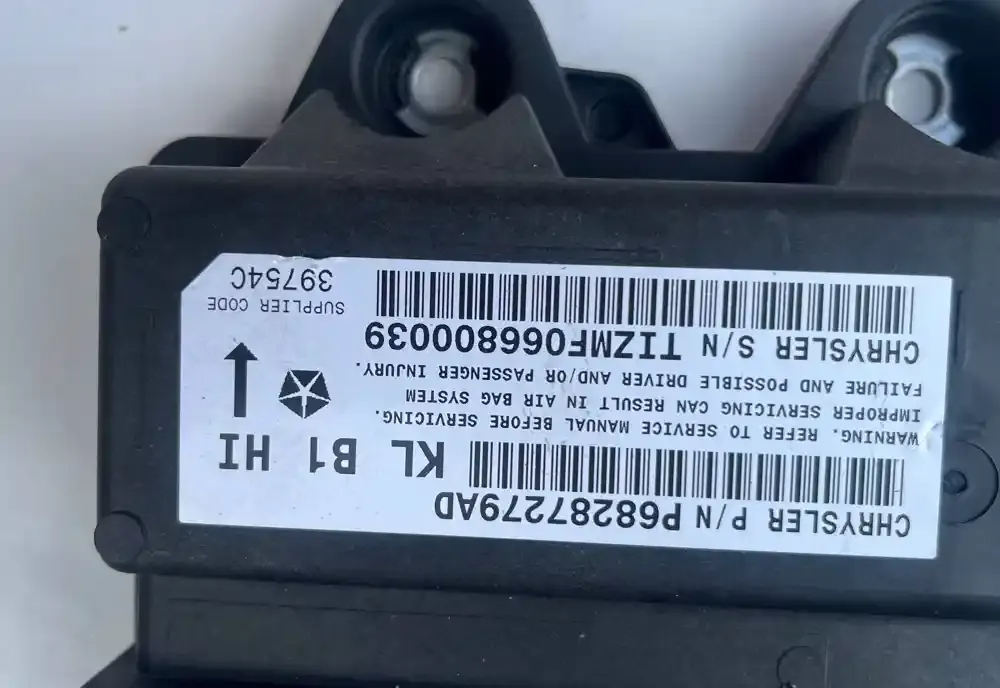 CHRYSLER P/N P68287279AD
KL B1 HI
WARNING. REFER TO SERVICE MANUAL BEFORE SERVICING.
IMPROPER SERVICING CAN RESULT IN AIR BAG SYSTEM
FAILURE AND POSSIBLE DRIVER AND/OR PASSENGER INJURY.
CHRYSLER S/N TIZMF066800039
SUPPLIER CODE
39754C